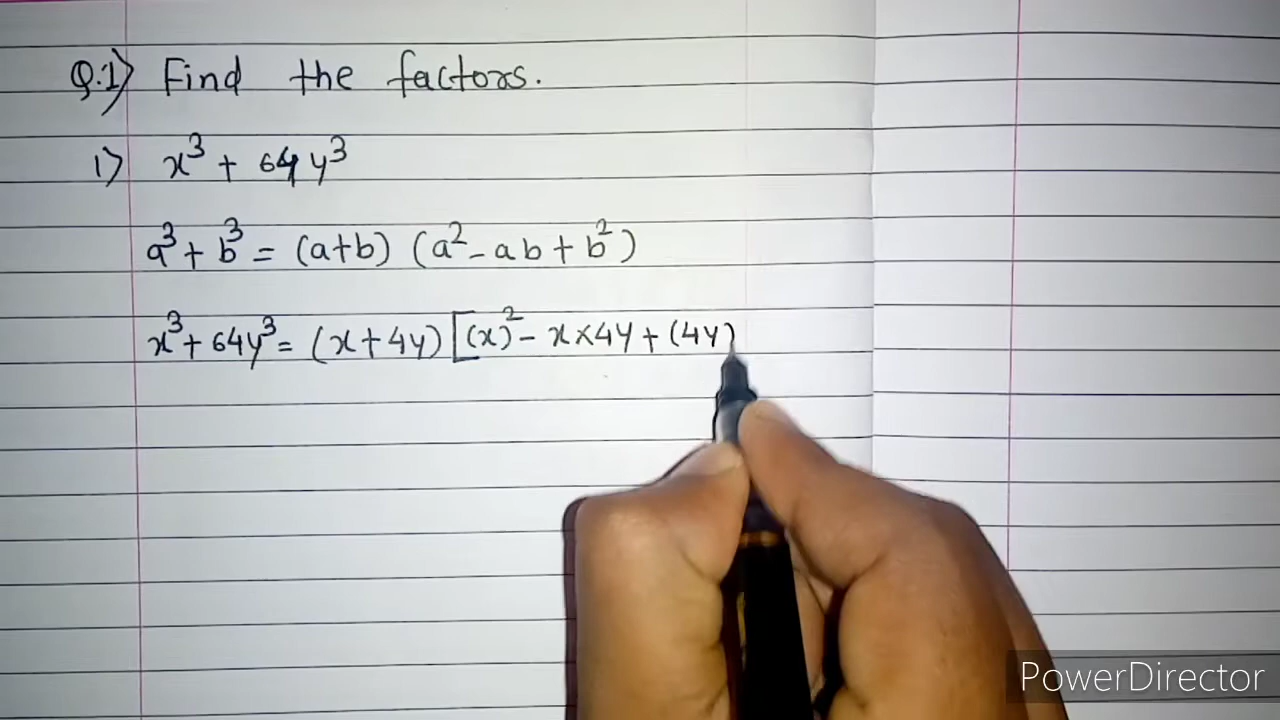 Q.1) Find the factors.
1) x³ + 64y³
a³ + b³ = (a+b) (a² - ab + b²)
x³ + 64y³ = (x + 4y) [(x)² - x × 4y + (4y)
PowerDirector